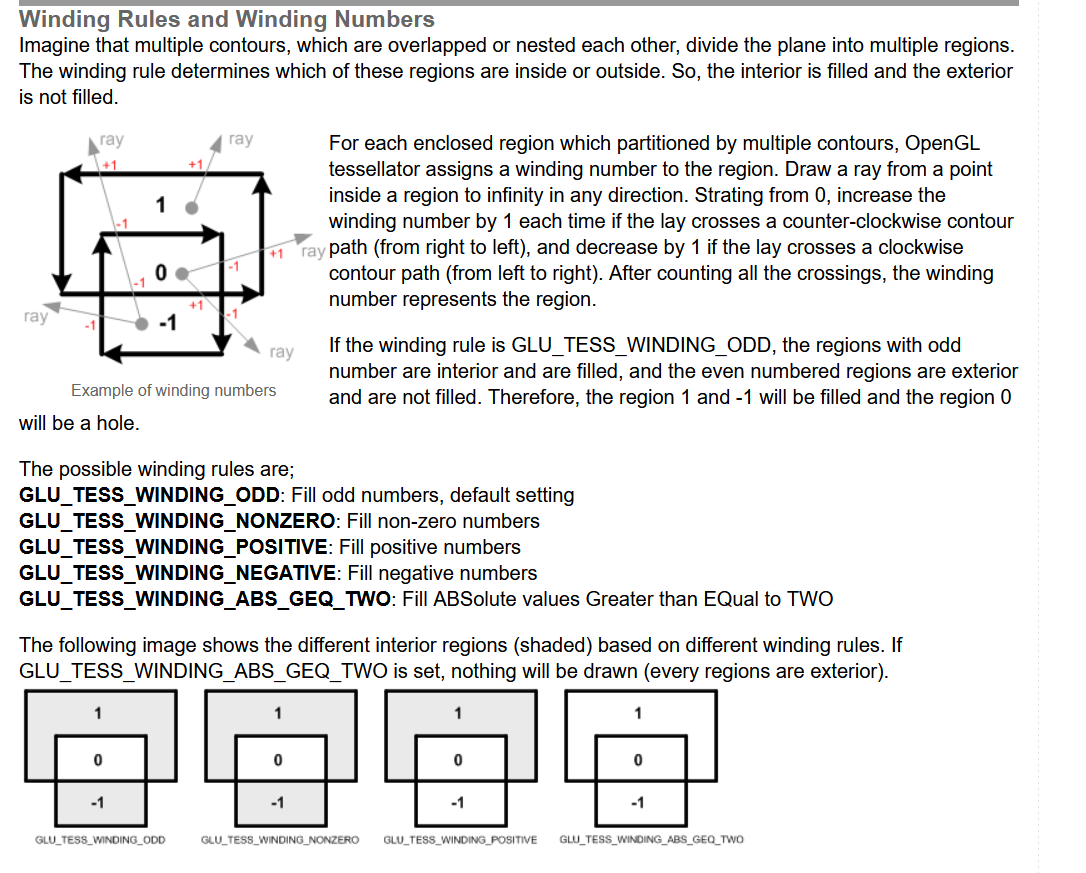 Winding Rules and Winding Numbers
Imagine that multiple contours, which are overlapped or nested each other, divide the plane into multiple regions.
The winding rule determines which of these regions are inside or outside. So, the interior is filled and the exterior
is not filled.
ray
ray
+1
+1
1
-1
ray
+1
-1
0
-1
+1
-1
ray
-1
-1
ray
Example of winding numbers
For each enclosed region which partitioned by multiple contours, OpenGL
tessellator assigns a winding number to the region. Draw a ray from a point
inside a region to infinity in any direction. Strating from 0, increase the
winding number by 1 each time if the lay crosses a counter-clockwise contour
path (from right to left), and decrease by 1 if the lay crosses a clockwise
contour path (from left to right). After counting all the crossings, the winding
number represents the region.
If the winding rule is GLU_TESS_WINDING_ODD, the regions with odd
number are interior and are filled, and the even numbered regions are exterior
and are not filled. Therefore, the region 1 and -1 will be filled and the region 0
will be a hole.
The possible winding rules are;
GLU_TESS_WINDING_ODD: Fill odd numbers, default setting
GLU_TESS_WINDING_NONZERO: Fill non-zero numbers
GLU_TESS_WINDING_POSITIVE: Fill positive numbers
GLU_TESS_WINDING_NEGATIVE: Fill negative numbers
GLU_TESS_WINDING_ABS_GEQ_TWO: Fill ABSolute values Greater than EQual to TWO
The following image shows the different interior regions (shaded) based on different winding rules. If
GLU_TESS_WINDING_ABS_GEQ_TWO is set, nothing will be drawn (every regions are exterior).
1
0
-1
GLU_TESS_WINDING_ODD
1
0
-1
GLU_TESS_WINDING_NONZERO
1
0
-1
GLU_TESS_WINDING_POSITIVE
1
0
-1
GLU_TESS_WINDING_ABS_GEQ_TWO